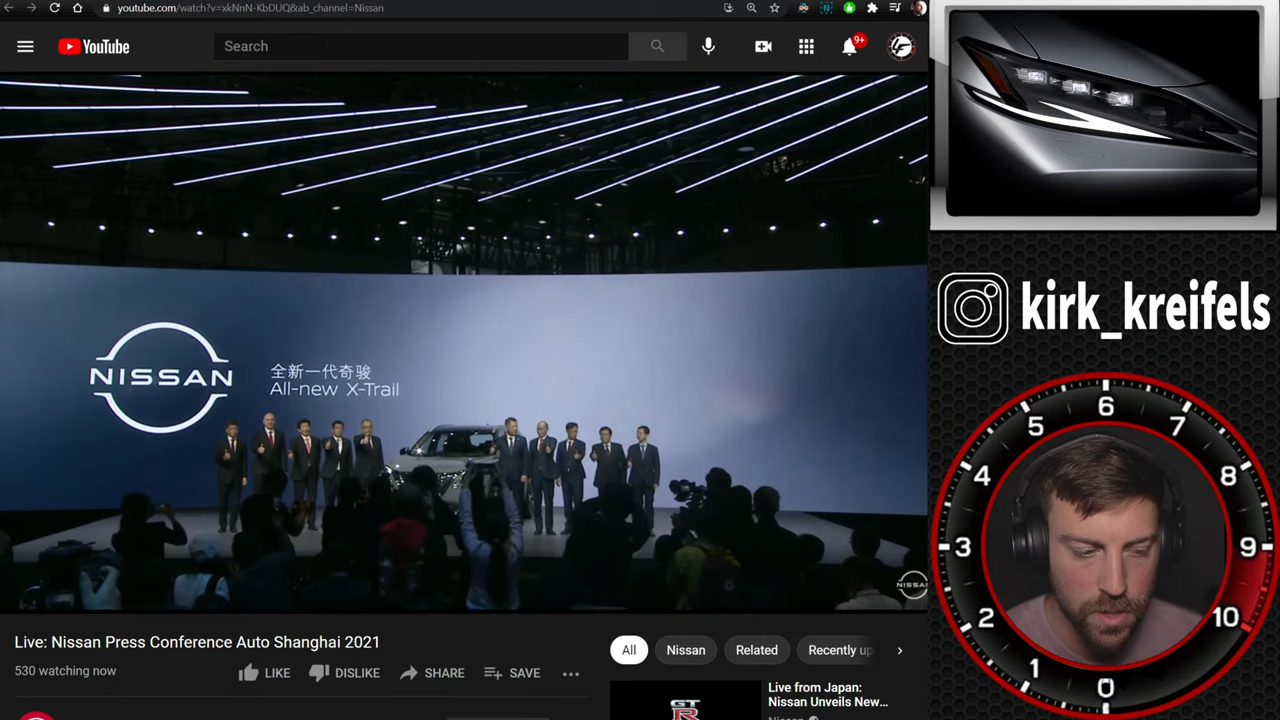 youtube.com/watch?v=xkNnN-KbDUQ&ab_channel=Nissan
YouTube
Search
9+
NISSAN
全新一代奇骏
All-new X-Trail
NISSAN
Live: Nissan Press Conference Auto Shanghai 2021
530 watching now
LIKE
DISLIKE
SHARE
SAVE
All
Nissan
Related
Recently up
GT
R
Live from Japan:
Nissan Unveils New…
Nissan
kirk_kreifels
0
1
2
3
4
5
6
7
8
9
10